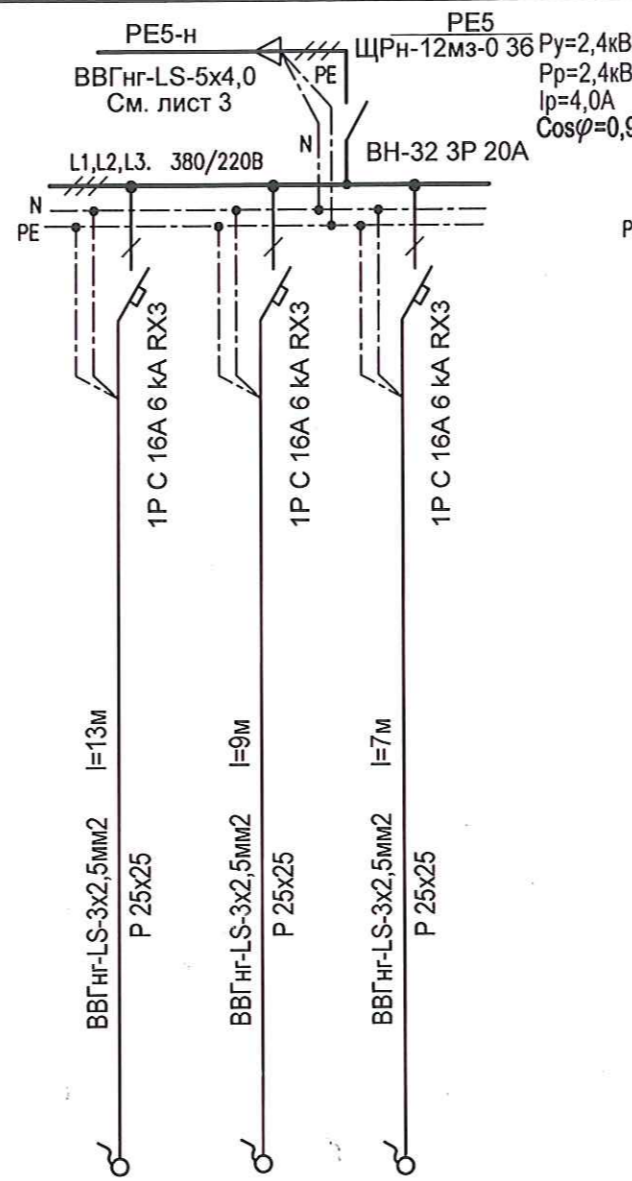 РЕ5-н
ВВГнг-LS-5х4,0
См. лист 3
РЕ5
ЩРн-12мз-0 36
Ру=2,4кВ
Рр=2,4кВ
Iр=4,0А
Cosφ=0,9
PE
N
ВН-32 3Р 20А
L1,L2,L3. 380/220В
N
PE
P
1Р С 16А 6 kA RX3
1Р С 16А 6 kA RX3
1Р С 16А 6 kA RX3
ВВГнг-LS-3х2,5мм2 l=13м
Р 25х25
ВВГнг-LS-3х2,5мм2 l=9м
Р 25х25
ВВГнг-LS-3х2,5мм2 l=7м
Р 25х25